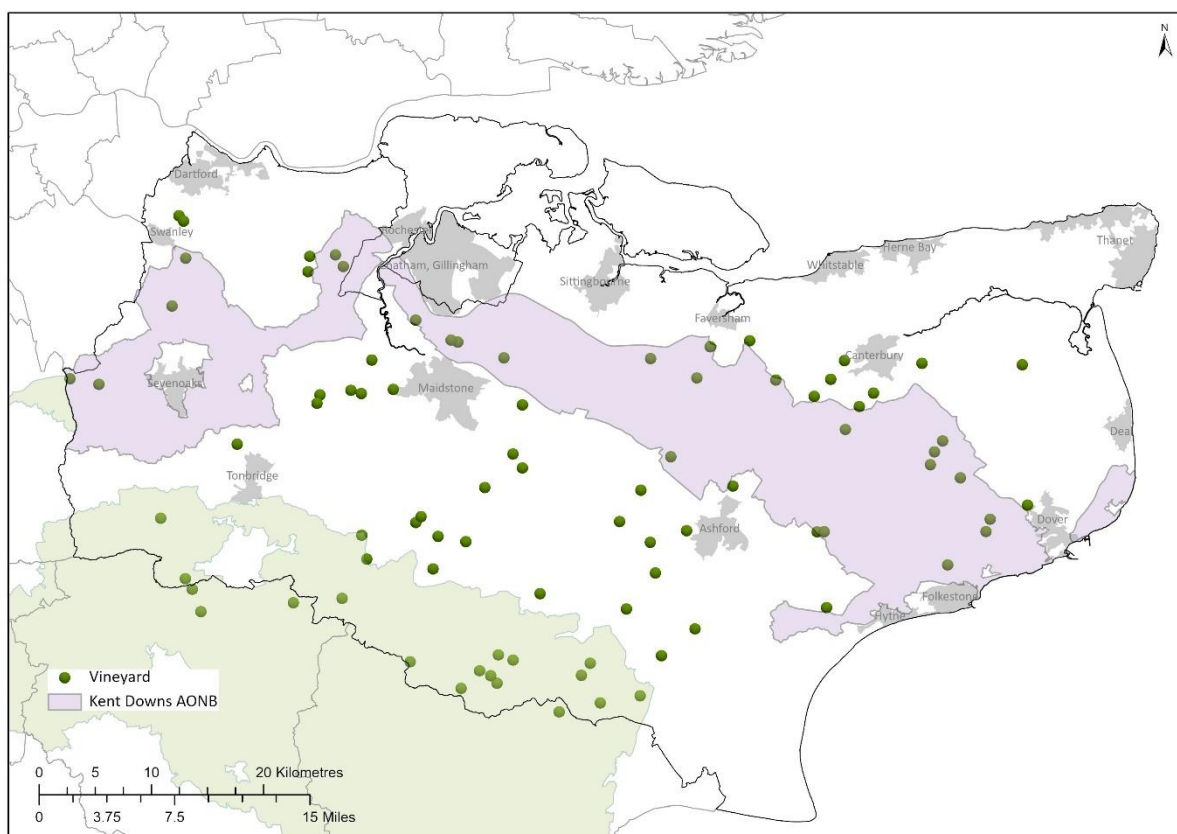 N
Dartford
Swanley
Rochester
Chatham, Gillingham
Sittingbourne
Faversham
Whitstable
Herne Bay
Thanet
Canterbury
Sevenoaks
Maidstone
Deal
Tonbridge
Ashford
Dover
Folkestone
Hythe
Vineyard
Kent Downs AONB
0 5 10 20 Kilometres
0 3.75 7.5 15 Miles